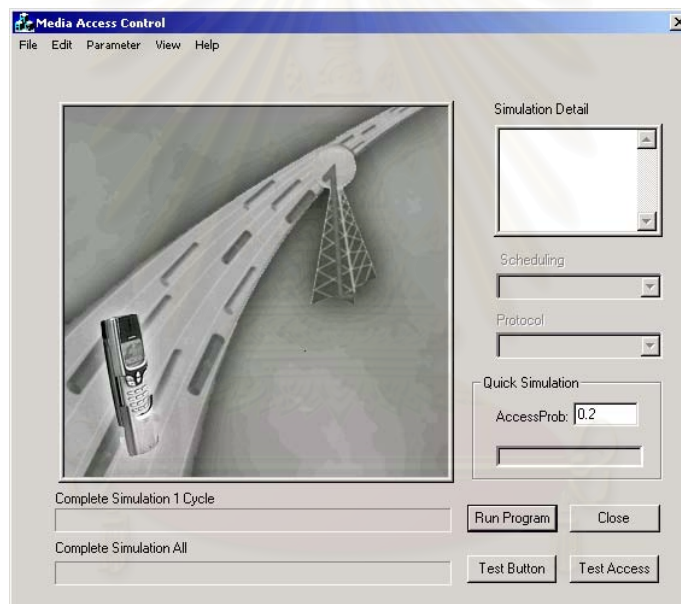 Media Access Control
File Edit Parameter View Help
Simulation Detail
Scheduling
Protocol
Quick Simulation
AccessProb: 0.2
Complete Simulation 1 Cycle
Run Program Close
Complete Simulation All
Test Button Test Access